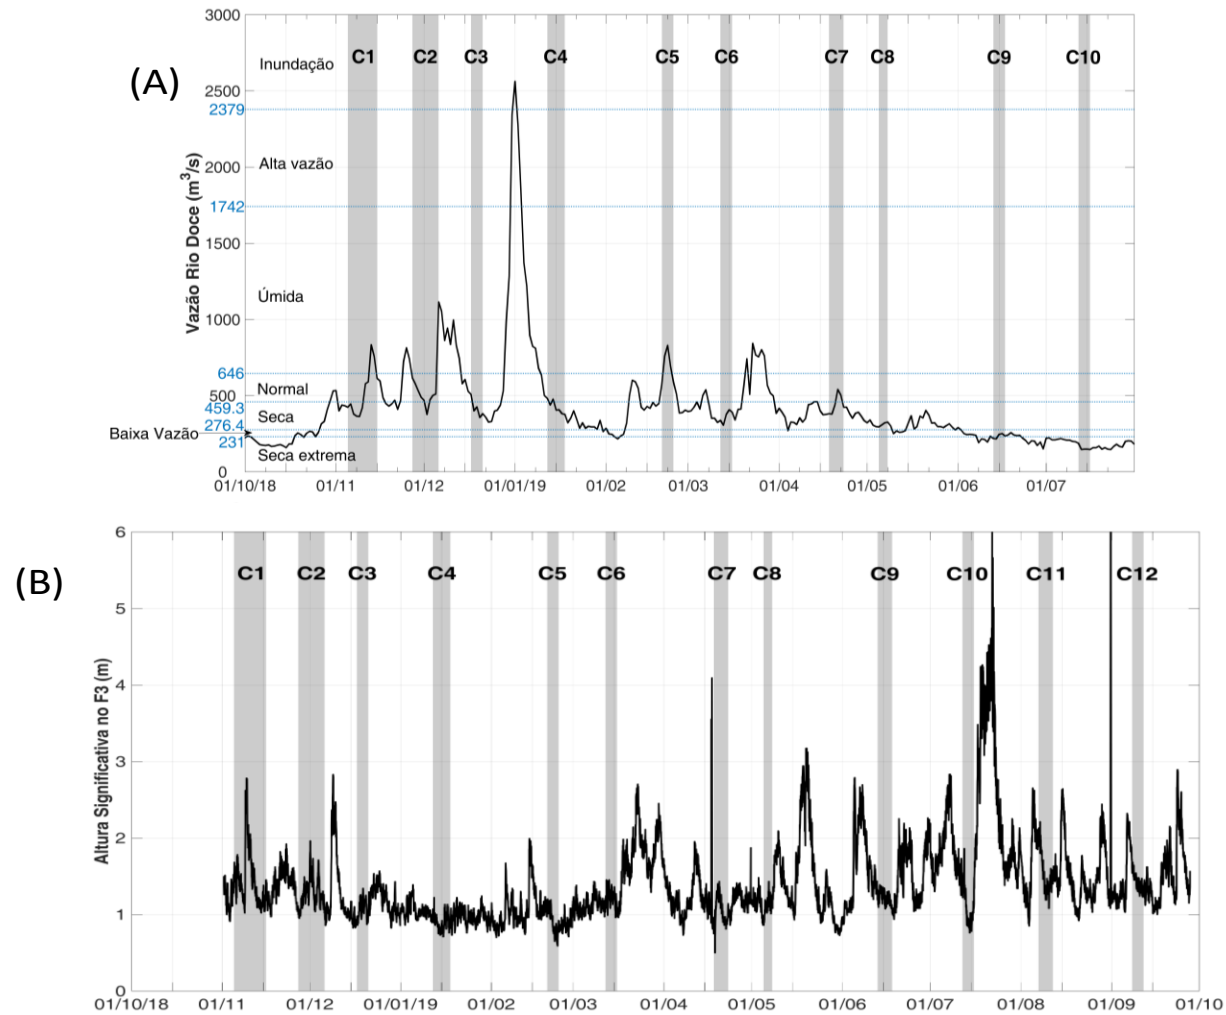 (A)
Vazão Rio Doce (m³/s)
3000
2500
2379
2000
1742
1500
1000
646
500
459.3
276.4
231
0
C1 C2 C3 C4 C5 C6 C7 C8 C9 C10
Inundação
Alta vazão
Úmida
Normal
Seca
Baixa Vazão
Seca extrema
01/10/18 01/11 01/12 01/01/19 01/02 01/03 01/04 01/05 01/06 01/07
(B)
Altura Significativa no F3 (m)
6
5
4
3
2
1
0
C1 C2 C3 C4 C5 C6 C7 C8 C9 C10 C11 C12
01/10/18 01/11 01/12 01/01/19 01/02 01/03 01/04 01/05 01/06 01/07 01/08 01/09 01/10